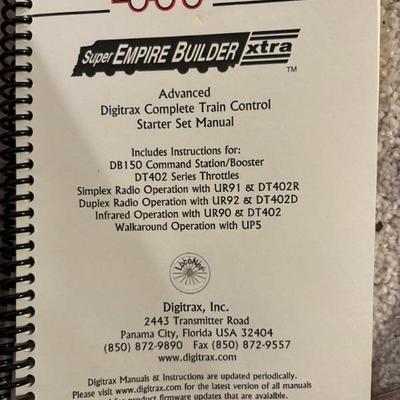 Super EMPIRE BUILDER xtra
TM
Advanced
Digitrax Complete Train Control
Starter Set Manual
Includes Instructions for:
DB150 Command Station/Booster
DT402 Series Throttles
Simplex Radio Operation with UR91 & DT402R
Duplex Radio Operation with UR92 & DT402D
Infrared Operation with UR90 & DT402
Walkaround Operation with UP5
LocoNet
Digitrax, Inc.
2443 Transmitter Road
Panama City, Florida USA 32404
(850) 872-9890 Fax (850) 872-9557
www.digitrax.com
Digitrax Manuals & Instructions are updated periodically.
Please visit www.digitrax.com for the latest version of all manuals
for product firmware updates that are avaialble.